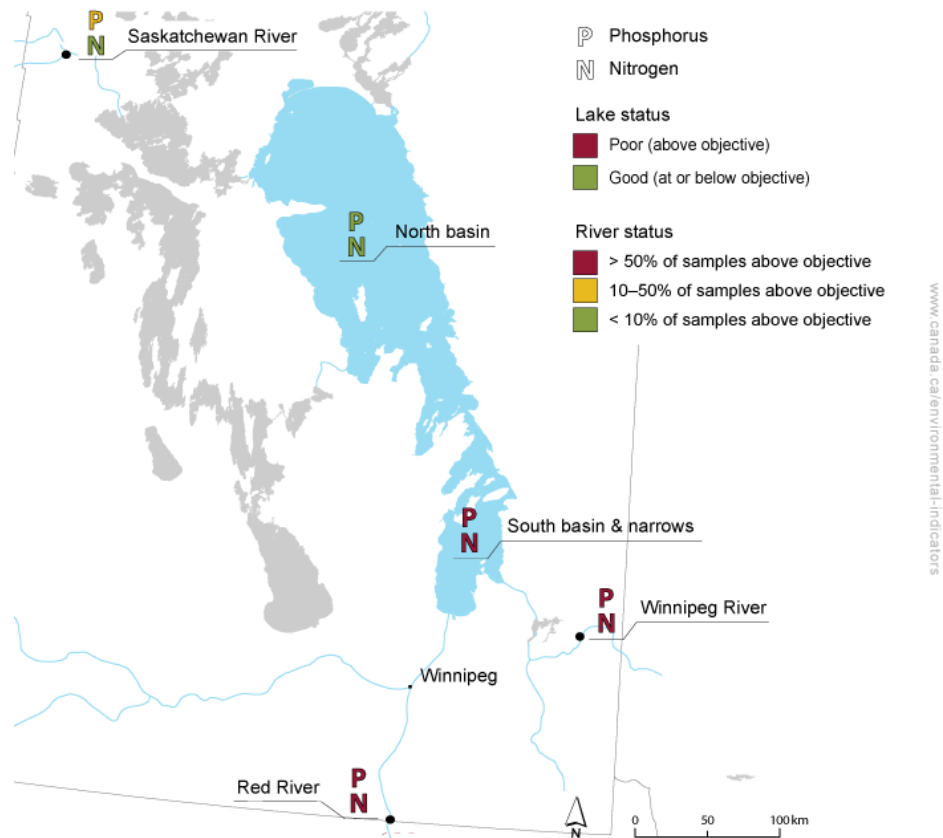 P
N
Saskatchewan River
P Phosphorus
N Nitrogen
Lake status
Poor (above objective)
Good (at or below objective)
River status
> 50% of samples above objective
10–50% of samples above objective
< 10% of samples above objective
P
N
North basin
P
N
South basin & narrows
P
N
Winnipeg River
Winnipeg
P
N
Red River
N
0 50 100 km
www.canada.ca/environmental-indicators